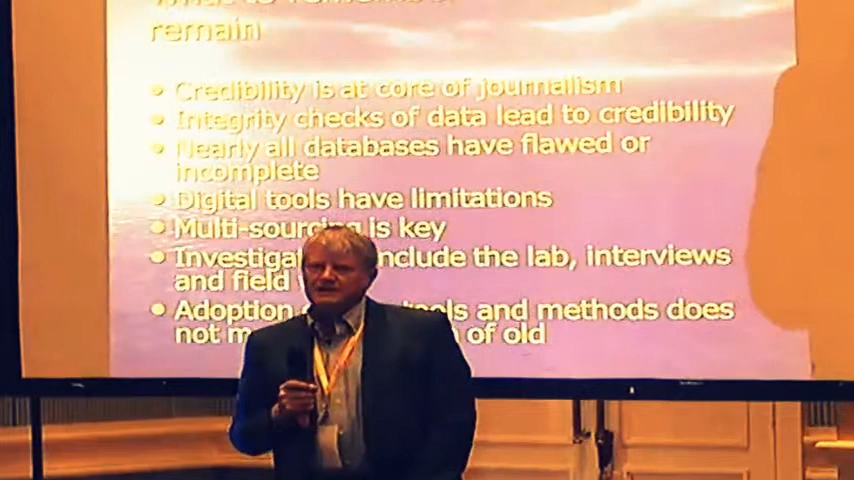 remain
• Credibility is at core of journalism
• Integrity checks of data lead to credibility
• Nearly all databases have flawed or
incomplete
• Digital tools have limitations
• Multi-sourcing is key
• include the lab, interviews
and field
• Adoption tools and methods does
not of old